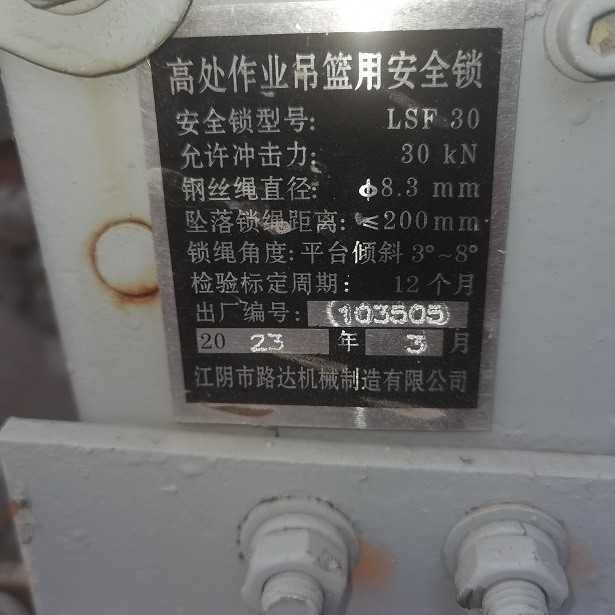 高处作业吊篮用安全锁
安全锁型号: LSF 30
允许冲击力: 30 kN
钢丝绳直径: ϕ8.3 mm
坠落锁绳距离: ≤200mm
锁绳角度: 平台倾斜 3°~8°
检验标定周期: 12个月
出厂编号: (103505)
20 23 年 3 月
江阴市路达机械制造有限公司